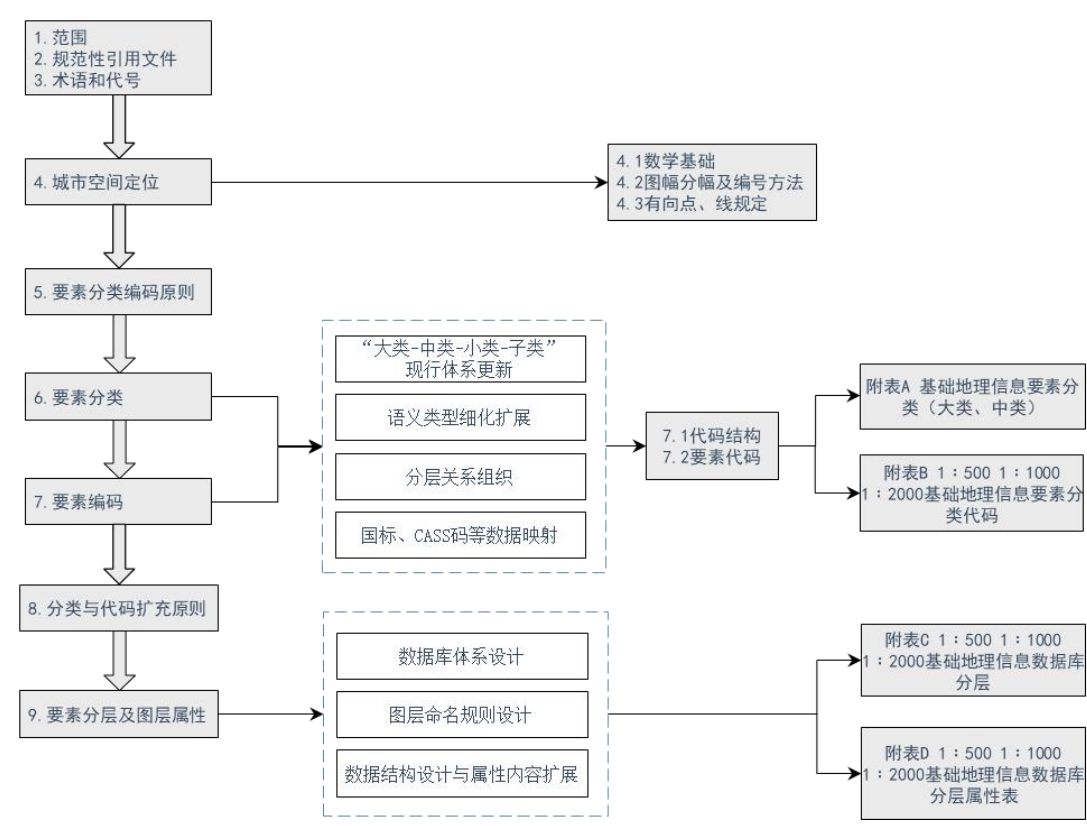 1.范围
2.规范性引用文件
3.术语和代号
4.城市空间定位
4.1数学基础
4.2图幅分幅及编号方法
4.3有向点、线规定
5.要素分类编码原则
6.要素分类
7.要素编码
“大类-中类-小类-子类”
现行体系更新
语义类型细化扩展
分层关系组织
国标、CASS码等数据映射
7.1代码结构
7.2要素代码
附表A 基础地理信息要素分
类（大类、中类）
附表B 1：500 1：1000
1：2000基础地理信息要素分
类代码
8.分类与代码扩充原则
9.要素分层及图层属性
数据库体系设计
图层命名规则设计
数据结构设计与属性内容扩展
附表C 1：500 1：1000
1：2000基础地理信息数据库
分层
附表D 1：500 1：1000
1：2000基础地理信息数据库
分层属性表